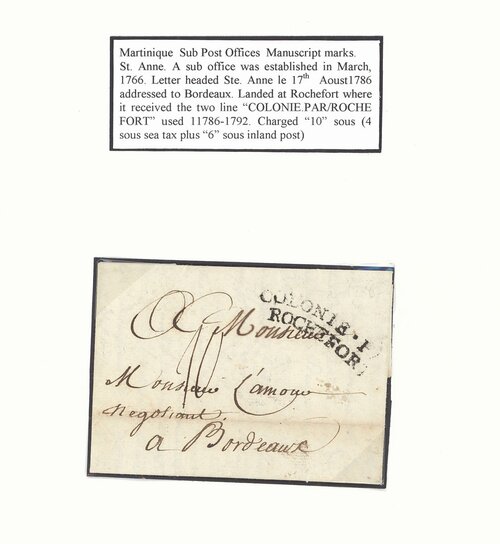 Martinique Sub Post Offices Manuscript marks.
St. Anne. A sub office was established in March,
1766. Letter headed Ste. Anne le 17th Aoust1786
addressed to Bordeaux. Landed at Rochefort where
it received the two line “COLONIE.PAR/ROCHE
FORT” used 11786-1792. Charged “10” sous (4
sous sea tax plus “6” sous inland post)
COLONIE.P
ROCHEFORT
A Monsieur
10
Monsieur Lamour
Negotiant,
a Bordeaux